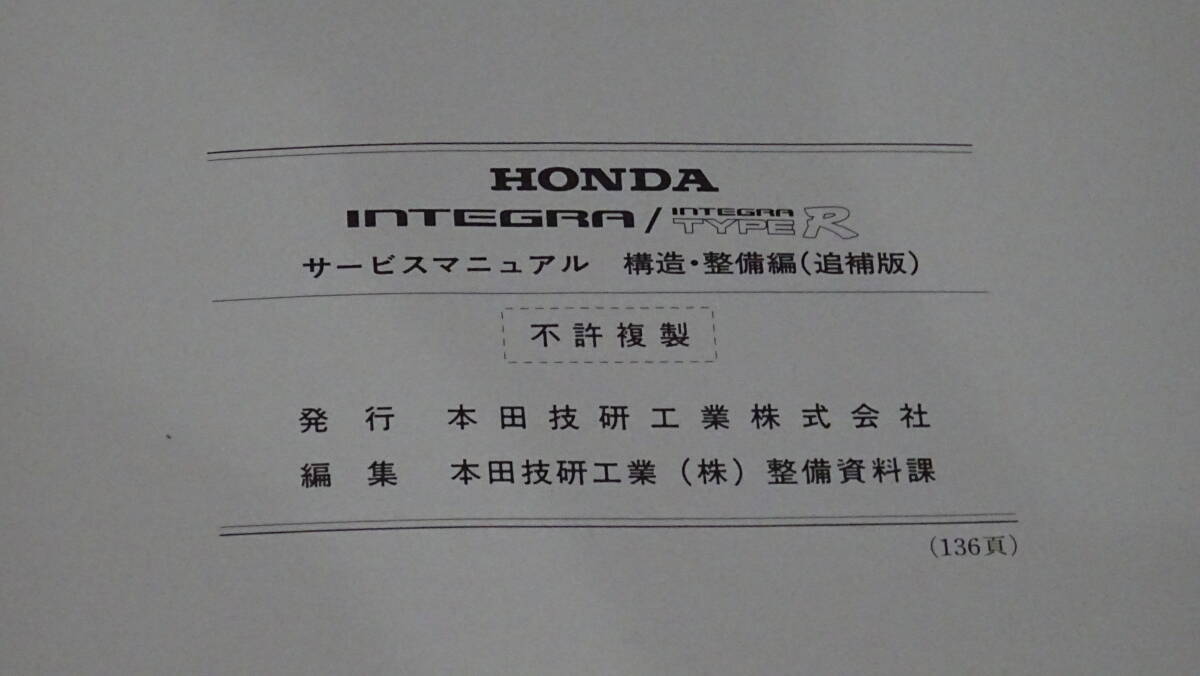 HONDA
INTEGRA / INTEGRA TYPE R
サービスマニュアル 構造・整備編(追補版)
不許複製
発行 本田技研工業株式会社
編集 本田技研工業(株)整備資料課
(136頁)